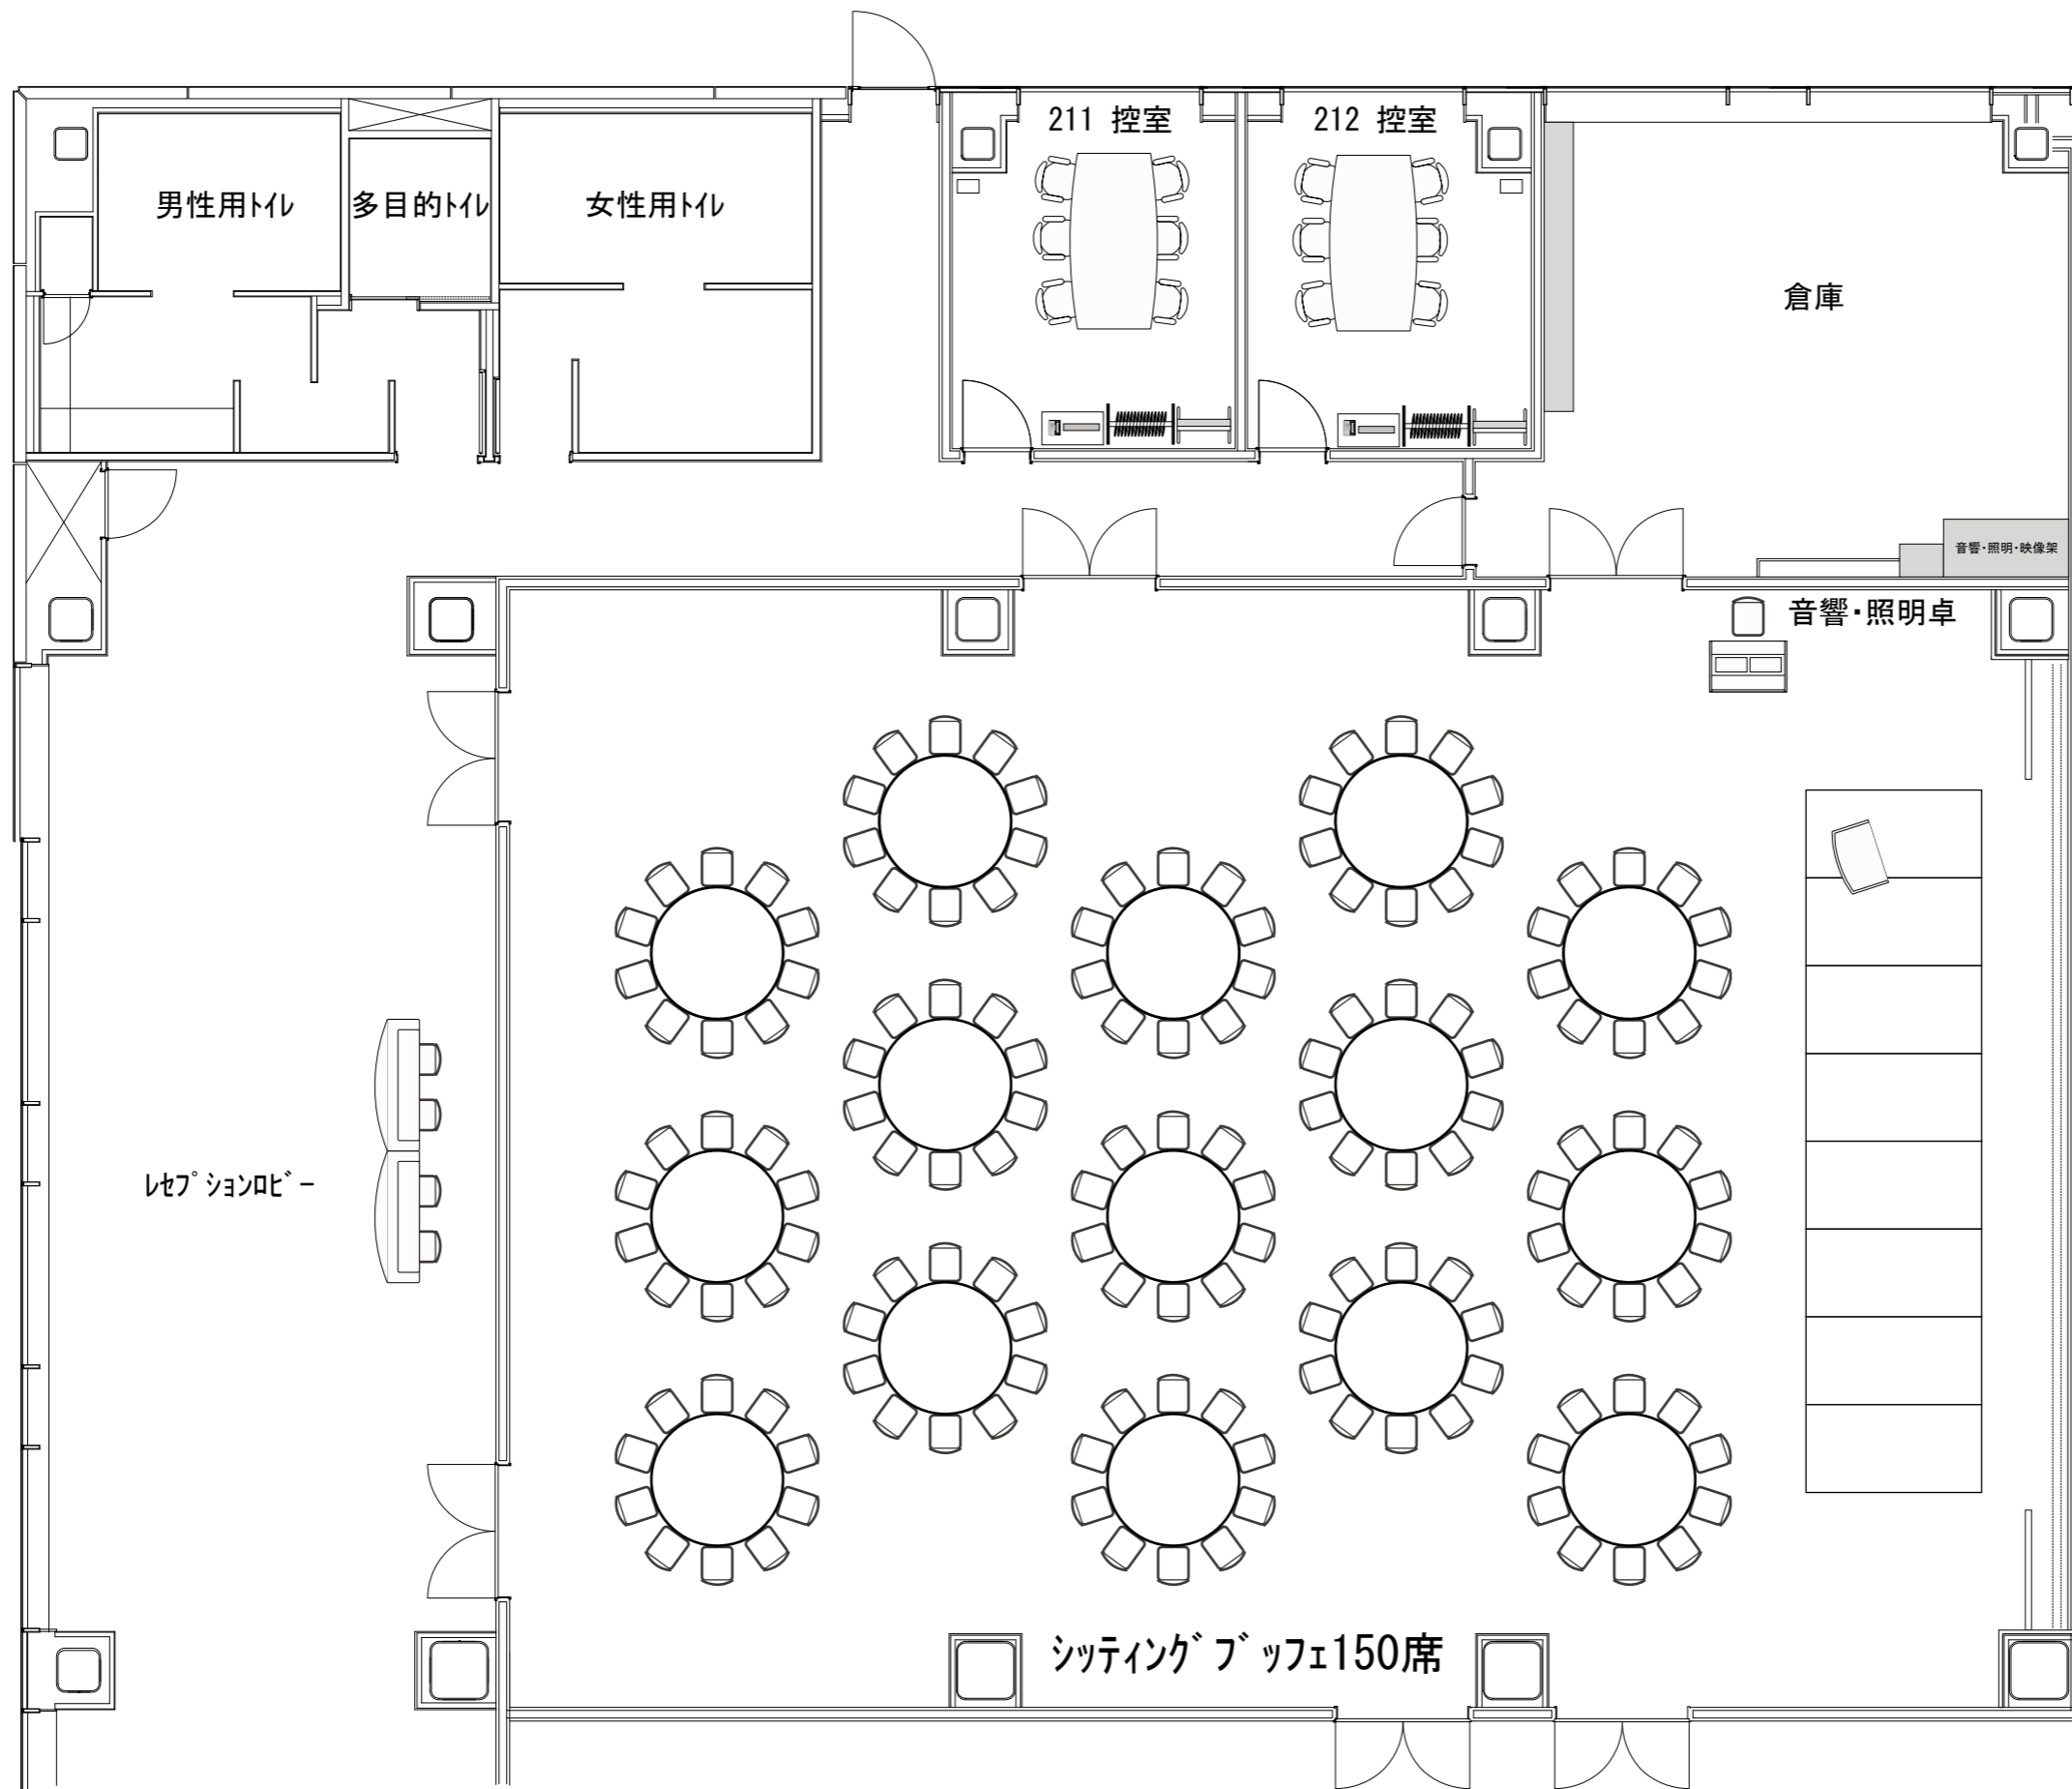 211 控室
212 控室
男性用ﾄｲﾚ
多目的ﾄｲﾚ
女性用ﾄｲﾚ
倉庫
音響・照明・映像架
音響・照明卓
ﾚｾﾌﾟｼｮﾝﾛﾋﾞｰ
ｼｯﾃｨﾝｸﾞﾌﾞｯﾌｪ150席